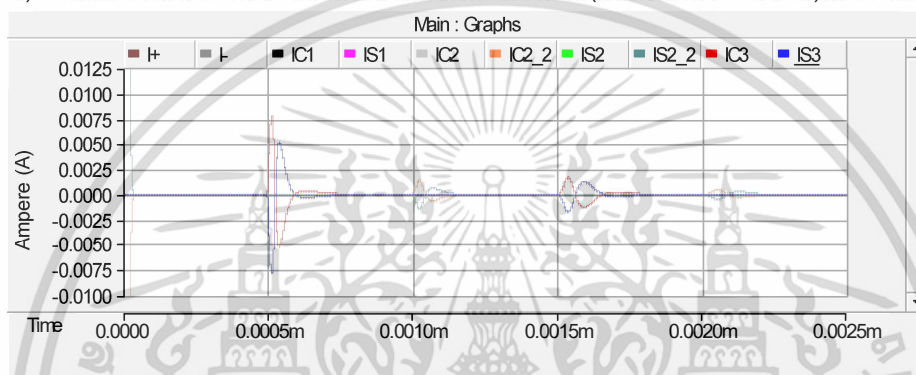 Main : Graphs
I+ I- IC1 IS1 IC2 IC2_2 IS2 IS2_2 IC3 IS3
Ampere (A)
0.0125
0.0100
0.0075
0.0050
0.0025
0.0000
-0.0025
-0.0050
-0.0075
-0.0100
Time 0.0000 0.0005m 0.0010m 0.0015m 0.0020m 0.0025m